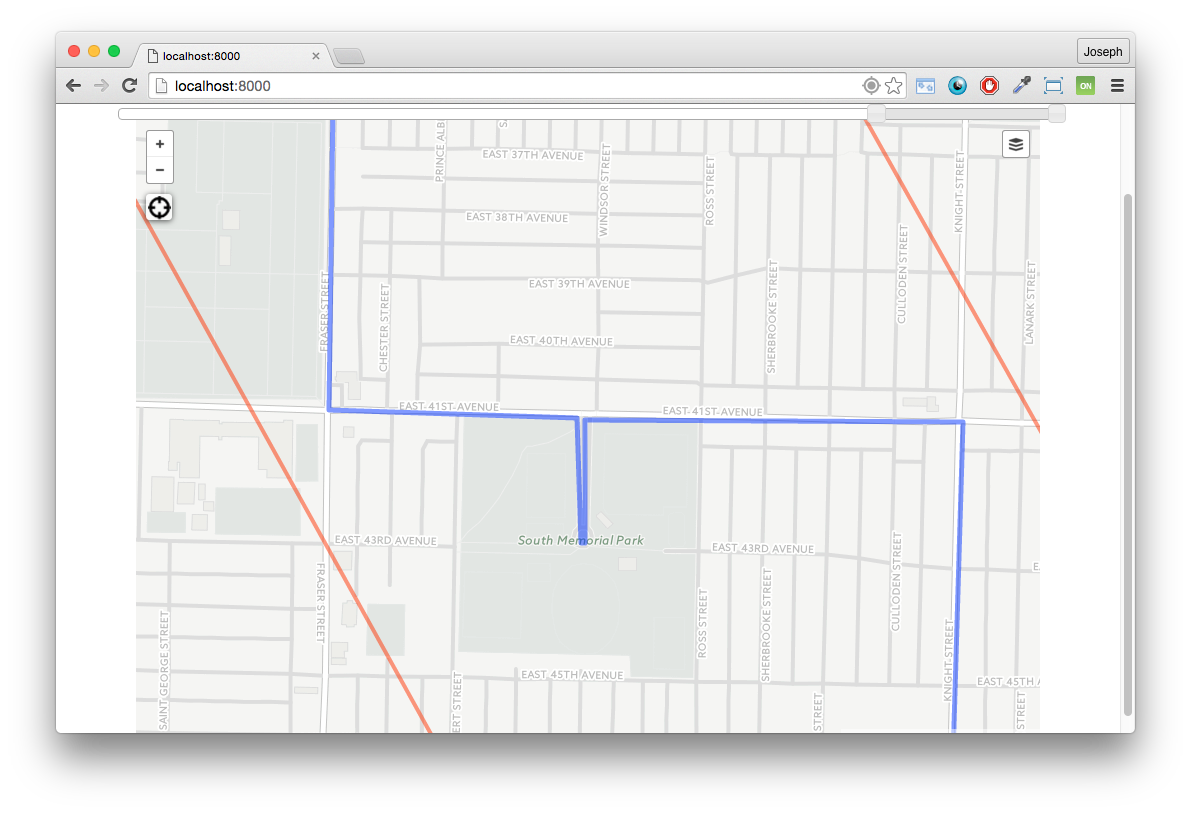 localhost:8000
Joseph
localhost:8000
ON
+
−
PRINCE ALB
EAST 37TH AVENUE
WINDSOR STREET
ROSS STREET
KNIGHT STREET
EAST 38TH AVENUE
CULLODEN STREET
FRASER STREET
CHESTER STREET
EAST 39TH AVENUE
SHERBROOKE STREET
LANARK STREET
EAST 40TH AVENUE
EAST 41ST AVENUE
EAST 41ST AVENUE
EAST 43RD AVENUE
South Memorial Park
EAST 43RD AVENUE
CULLODEN STREET
E
FRASER STREET
ROSS STREET
SHERBROOKE STREET
SAINT GEORGE STREET
KNIGHT STREET
EAST 45TH AVENUE
EAST 45TH A
ERT STREET
STREET
STREET